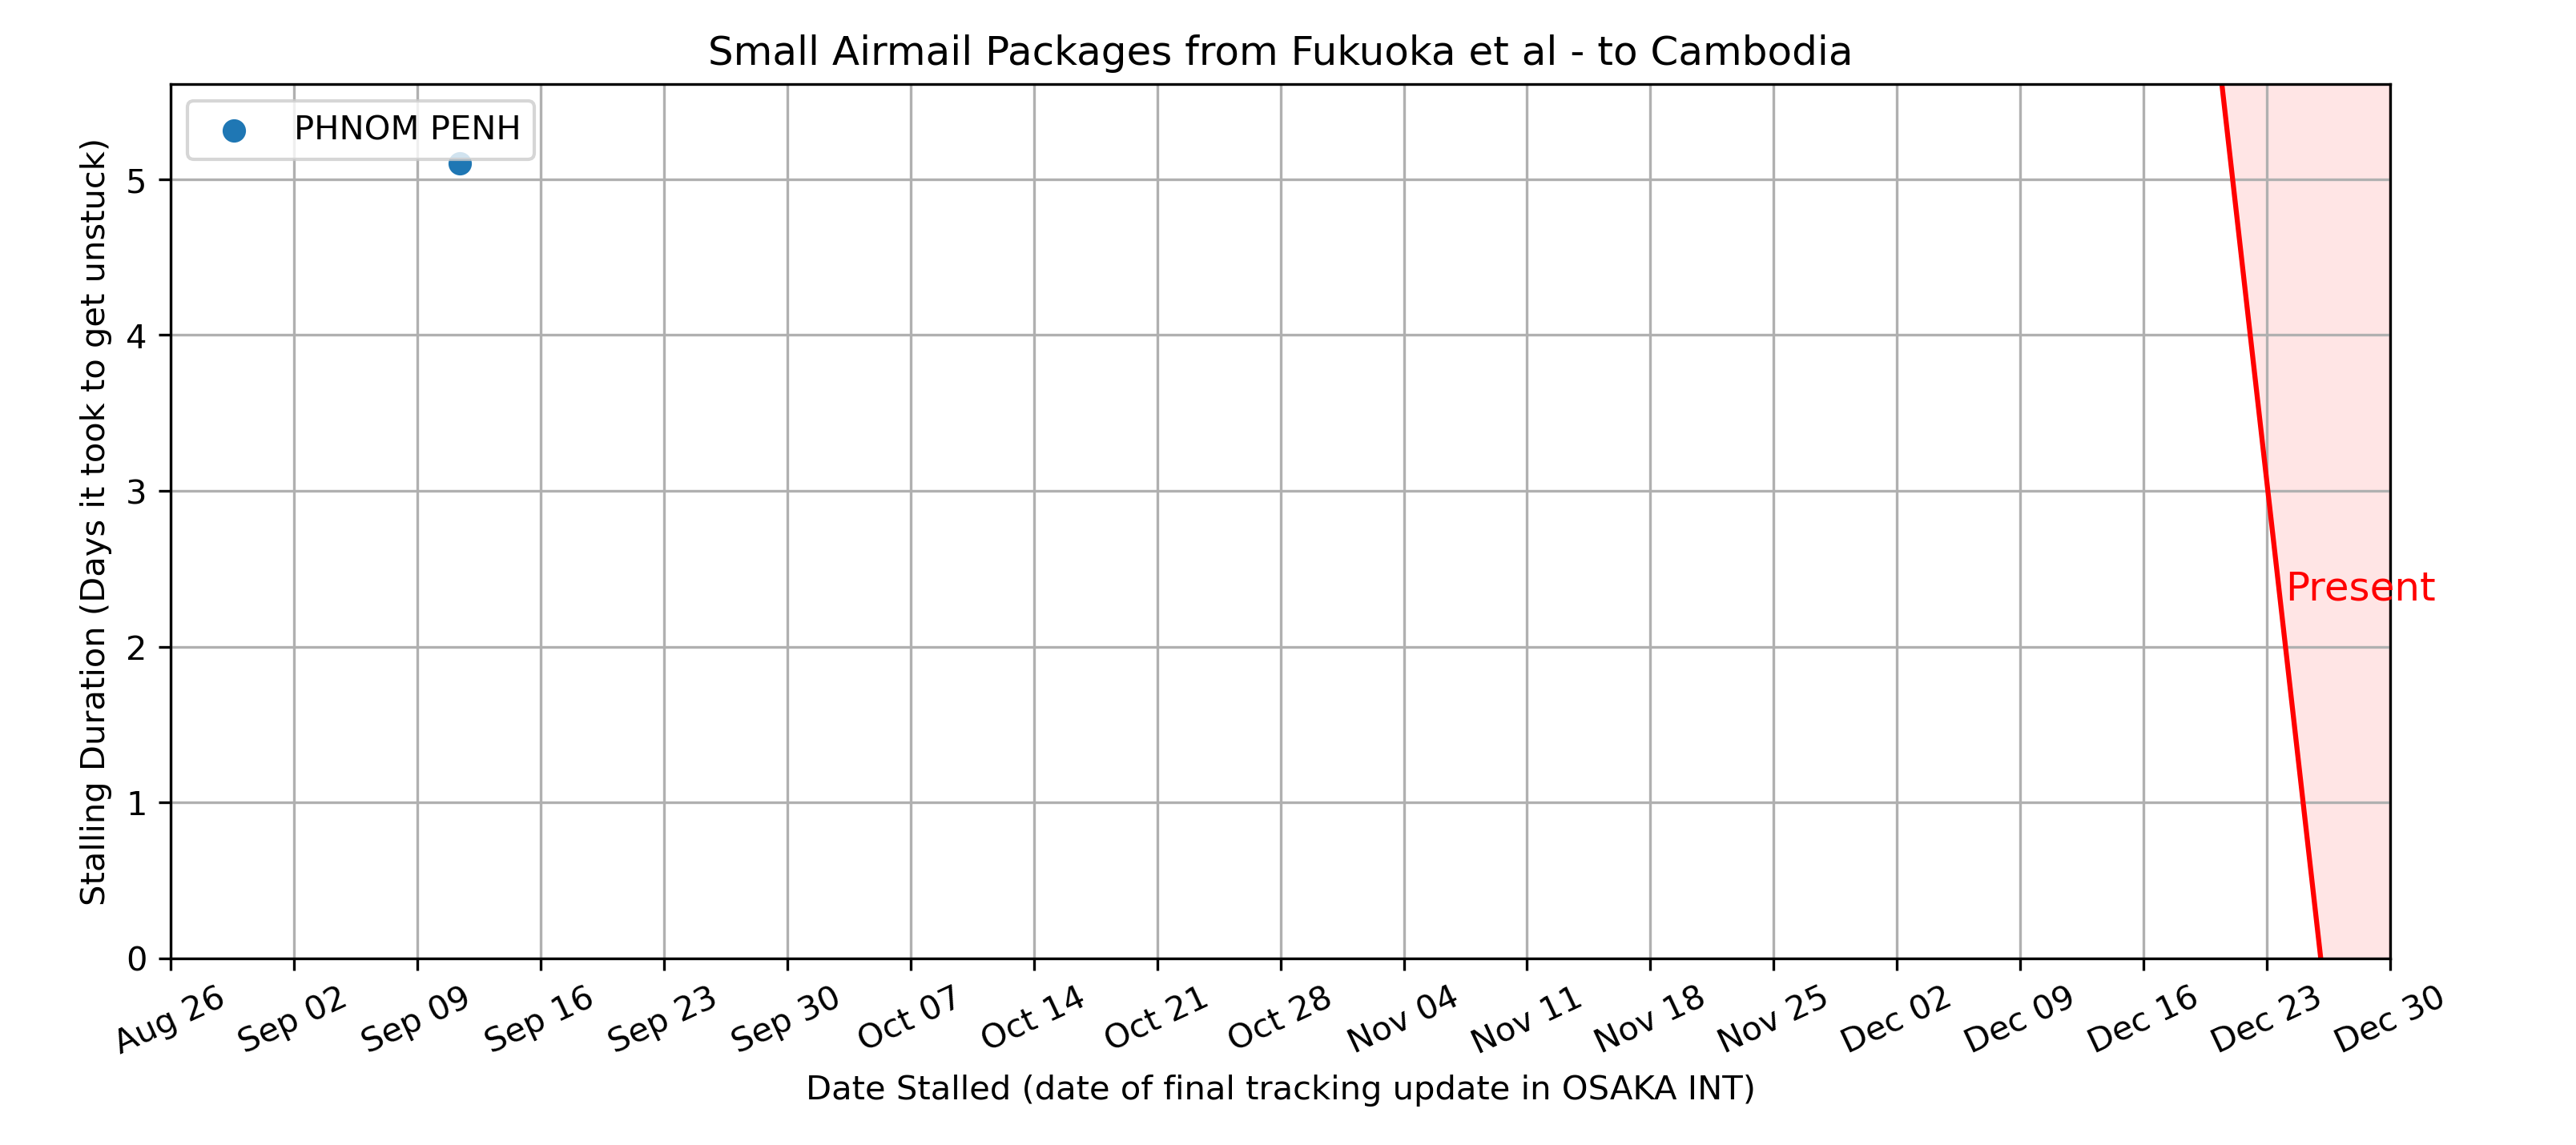 Small Airmail Packages from Fukuoka et al - to Cambodia
PHNOM PENH
Stalling Duration (Days it took to get unstuck)
5
4
3
2
1
0
Present
Aug 26
Sep 02
Sep 09
Sep 16
Sep 23
Sep 30
Oct 07
Oct 14
Oct 21
Oct 28
Nov 04
Nov 11
Nov 18
Nov 25
Dec 02
Dec 09
Dec 16
Dec 23
Dec 30
Date Stalled (date of final tracking update in OSAKA INT)